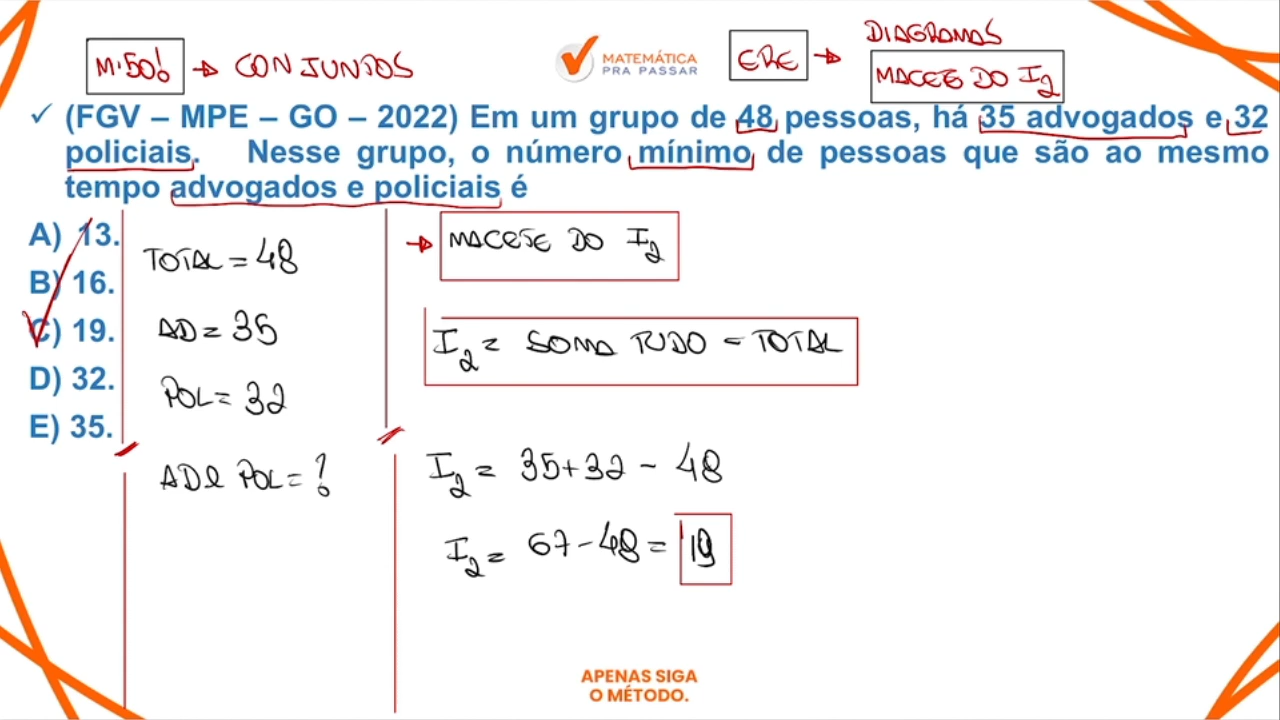 M.50! → CONJUNTOS
MATEMÁTICA
PRA PASSAR
ERE → DIAGRAMAS
MACETE DO I2
✓ (FGV – MPE – GO – 2022) Em um grupo de 48 pessoas, há 35 advogados e 32
policiais. Nesse grupo, o número mínimo de pessoas que são ao mesmo
tempo advogados e policiais é
A) 13.
B) 16.
C) 19.
D) 32.
E) 35.
TOTAL = 48
AD = 35
POL = 32
AD e POL = ?
→ MACETE DO I2
I2 = SOMA TUDO - TOTAL
I2 = 35+32 - 48
I2 = 67 - 48 = 19
APENAS SIGA
O MÉTODO.